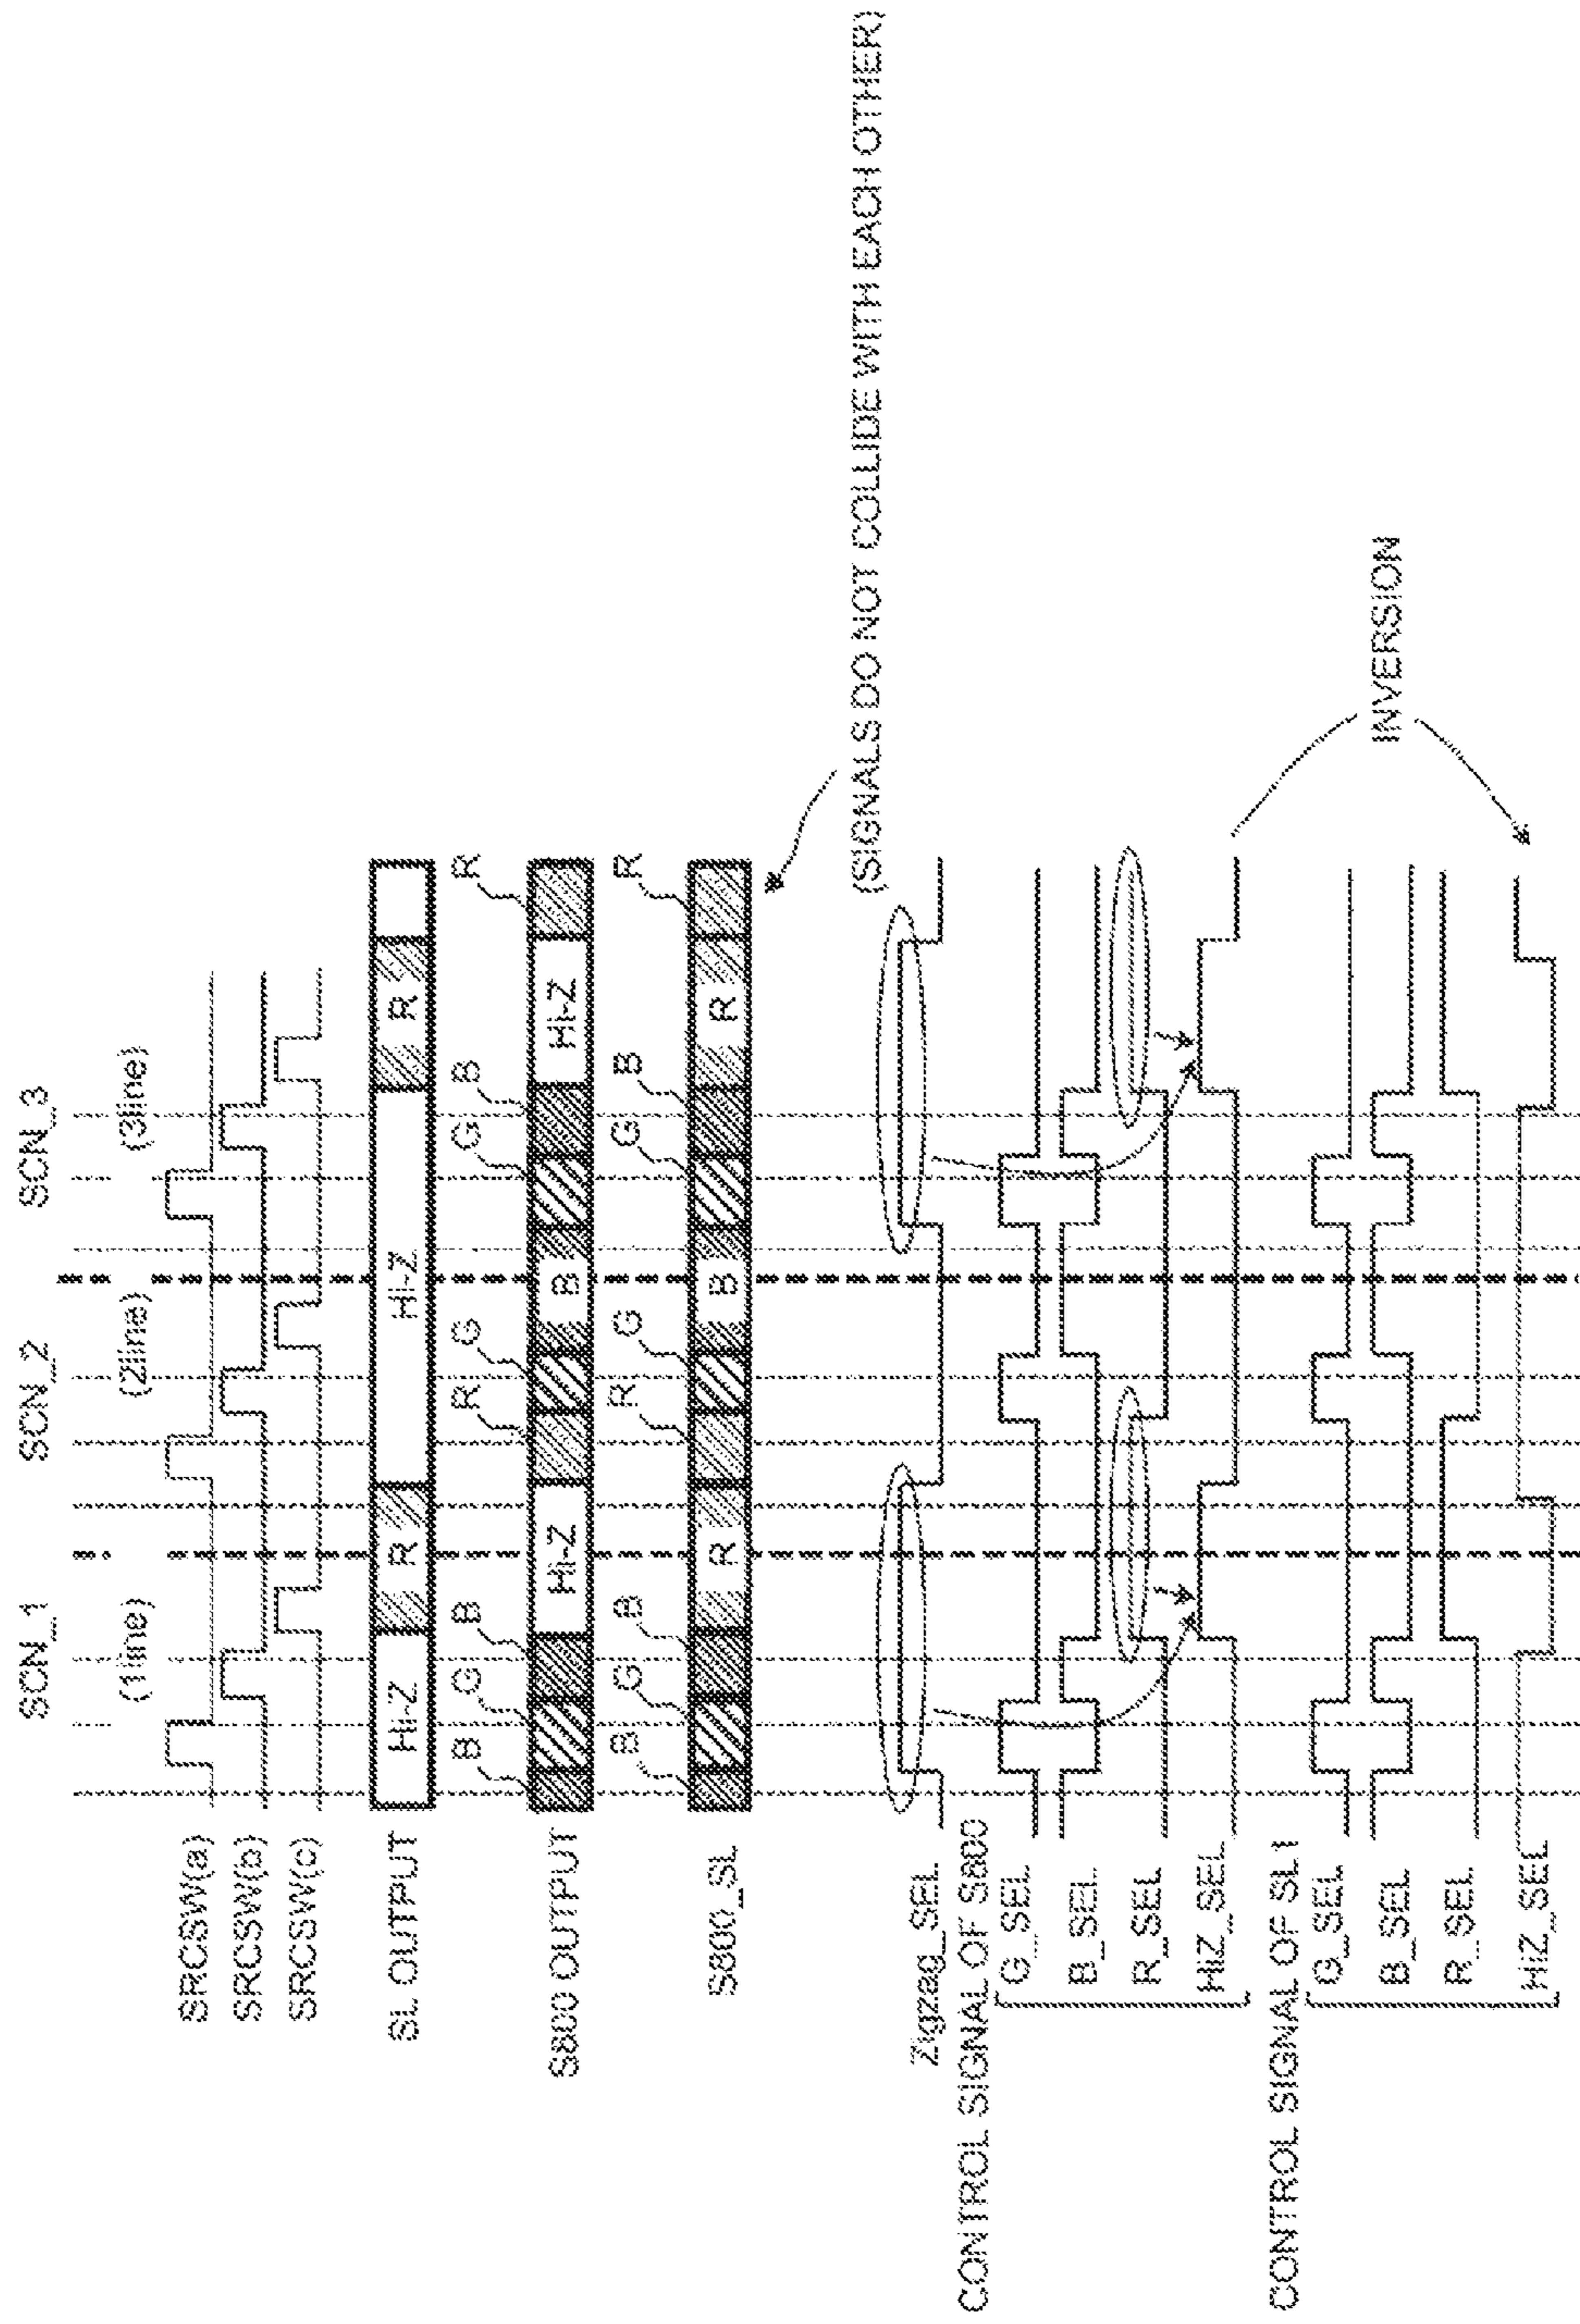 SCN_1 SCN_2 SCN_3
(1line) (2line) (3line)
SRCSW(a)
SRCSW(b)
SRCSW(c)
SL OUTPUT Hi-Z R Hi-Z R
B G B R G G B R
S800 OUTPUT Hi-Z B Hi-Z
B G B R G G B R
S800_SL R B R
(SIGNALS DO NOT COLLIDE WITH EACH OTHER)
Zigzag_SEL
CONTROL SIGNAL OF S800
G_SEL
B_SEL
R_SEL
HiZ_SEL
INVERSION
CONTROL SIGNAL OF SL1
G_SEL
B_SEL
R_SEL
HiZ_SEL